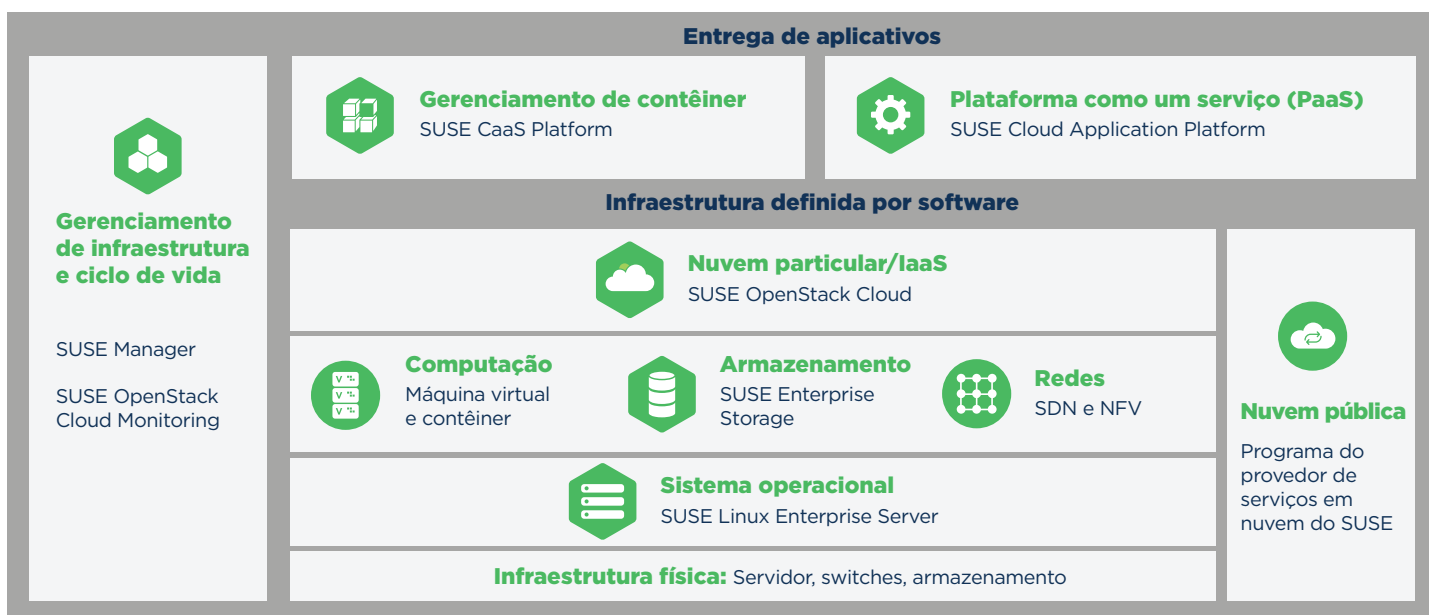 Entrega de aplicativos
Gerenciamento
de infraestrutura
e ciclo de vida
SUSE Manager
SUSE OpenStack
Cloud Monitoring
Gerenciamento de contêiner
SUSE CaaS Platform
Plataforma como um serviço (PaaS)
SUSE Cloud Application Platform
Infraestrutura definida por software
Nuvem particular/IaaS
SUSE OpenStack Cloud
Computação
Máquina virtual
e contêiner
Armazenamento
SUSE Enterprise
Storage
Redes
SDN e NFV
Sistema operacional
SUSE Linux Enterprise Server
Infraestrutura física: Servidor, switches, armazenamento
Nuvem pública
Programa do
provedor de
serviços em
nuvem do SUSE